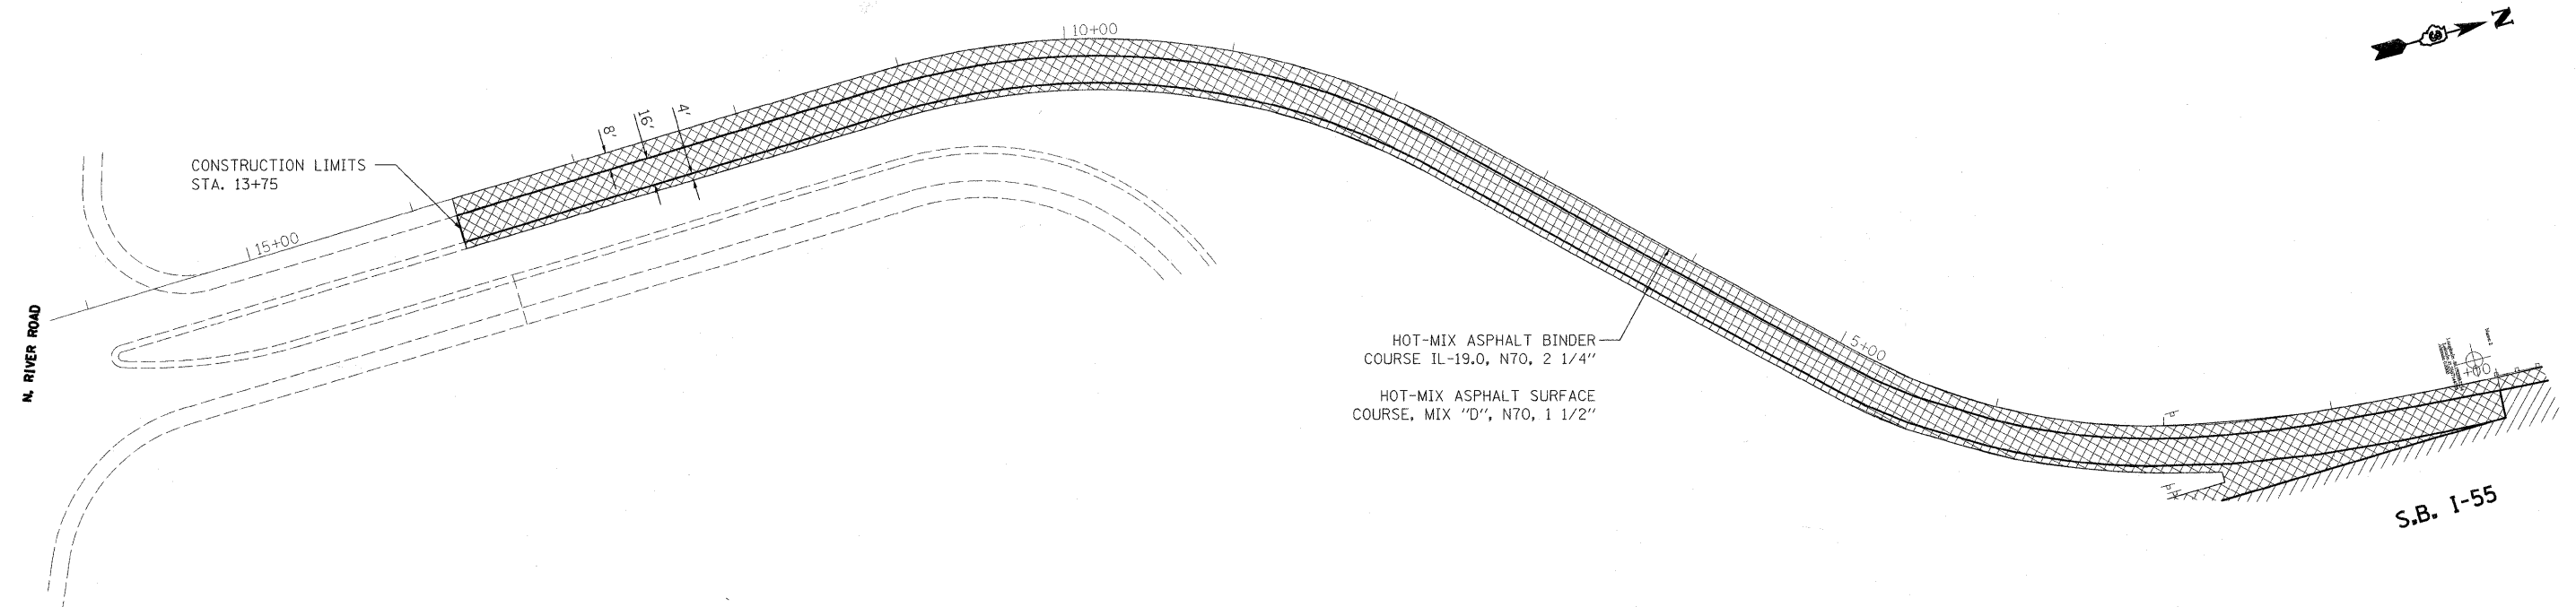 10+00
N
8'
16'
4'
CONSTRUCTION LIMITS
STA. 13+75
15+00
N. RIVER ROAD
HOT-MIX ASPHALT BINDER
COURSE IL-19.0, N70, 2 1/4"
HOT-MIX ASPHALT SURFACE
COURSE, MIX "D", N70, 1 1/2"
5+00
S.B. I-55